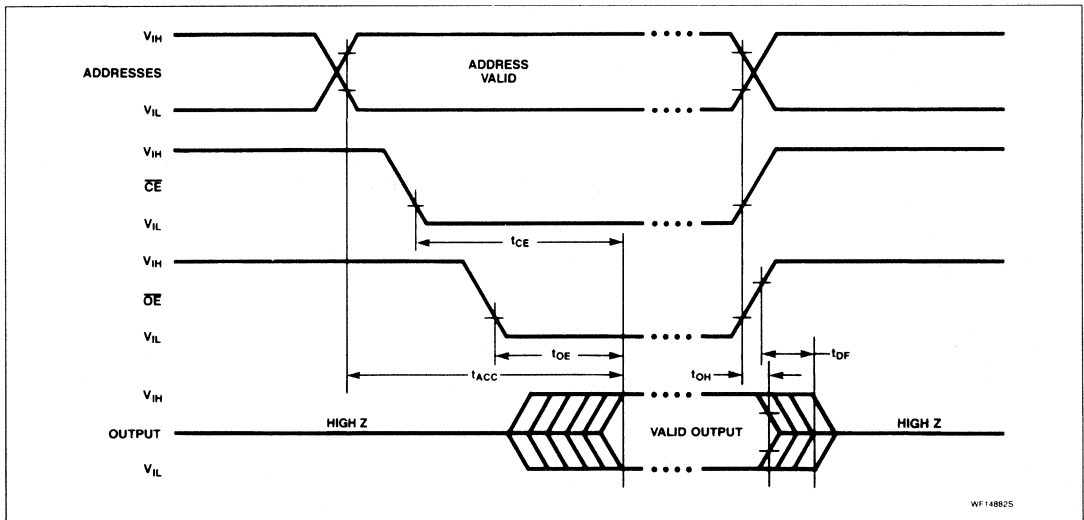 VIH
ADDRESSES
ADDRESS
VALID
VIL
VIH
CE
VIL
tCE
VIH
OE
VIL
tOE
tDF
tACC
tOH
VIH
HIGH Z
OUTPUT
VALID OUTPUT
HIGH Z
VIL
WF14882S